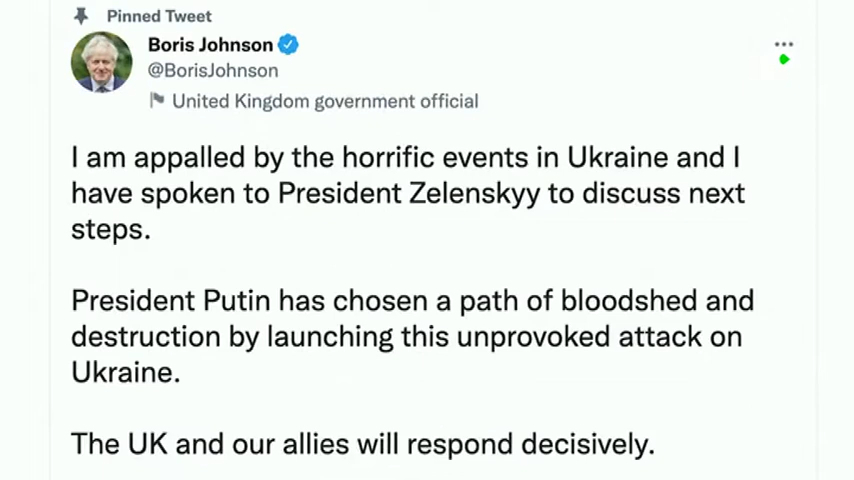 Pinned Tweet
Boris Johnson
@BorisJohnson
United Kingdom government official
I am appalled by the horrific events in Ukraine and I
have spoken to President Zelenskyy to discuss next
steps.
President Putin has chosen a path of bloodshed and
destruction by launching this unprovoked attack on
Ukraine.
The UK and our allies will respond decisively.